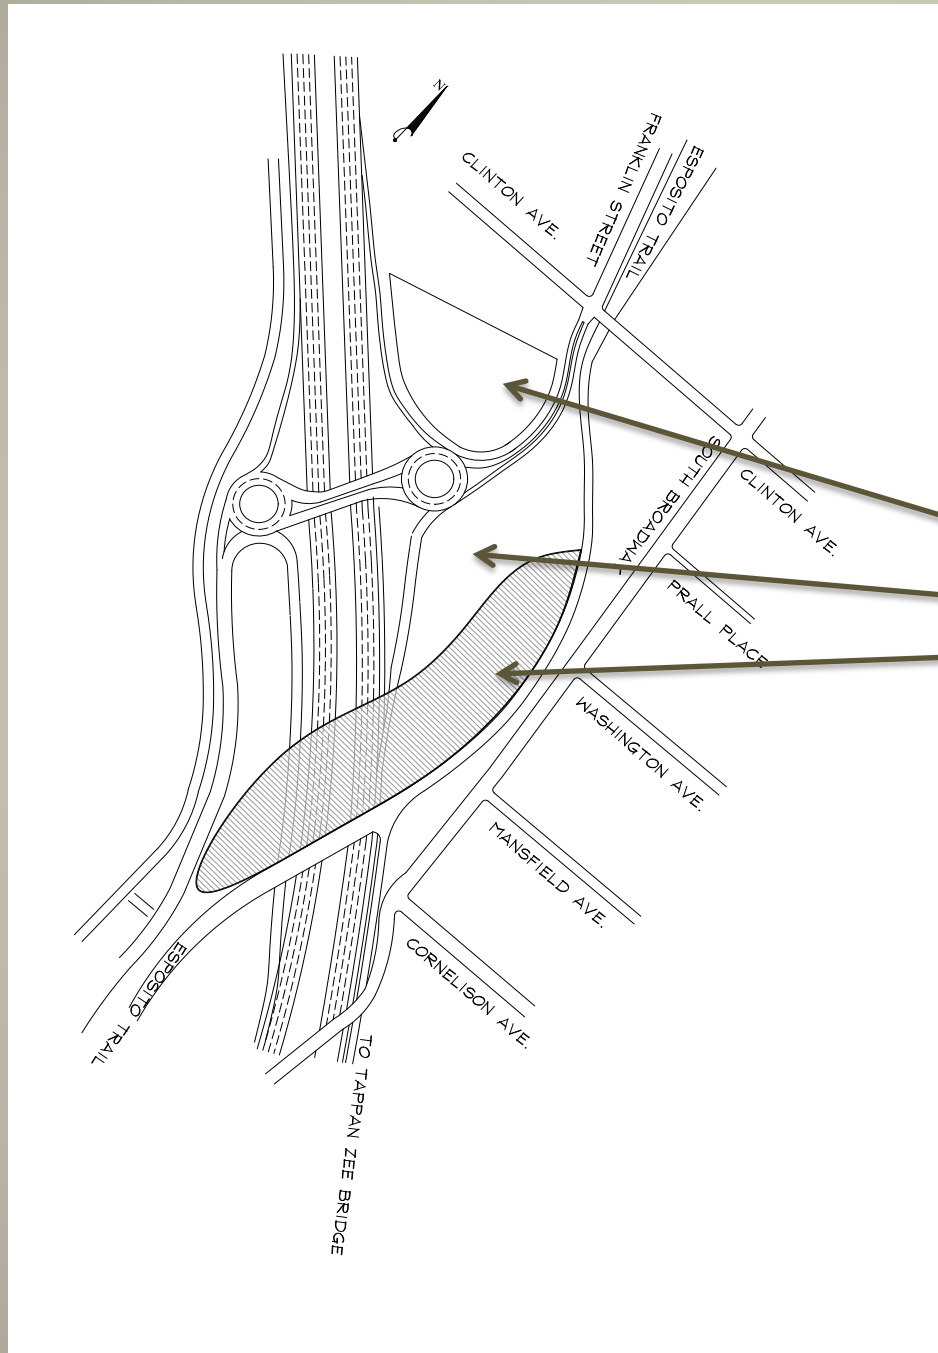 N
CLINTON AVE.
FRANKLIN STREET
ESPOSITO TRAIL
SOUTH BROADWAY
CLINTON AVE.
PRALL PLACE
WASHINGTON AVE.
MANSFIELD AVE.
CORNELISON AVE.
ESPOSITO TRAIL
TO TAPPAN ZEE BRIDGE